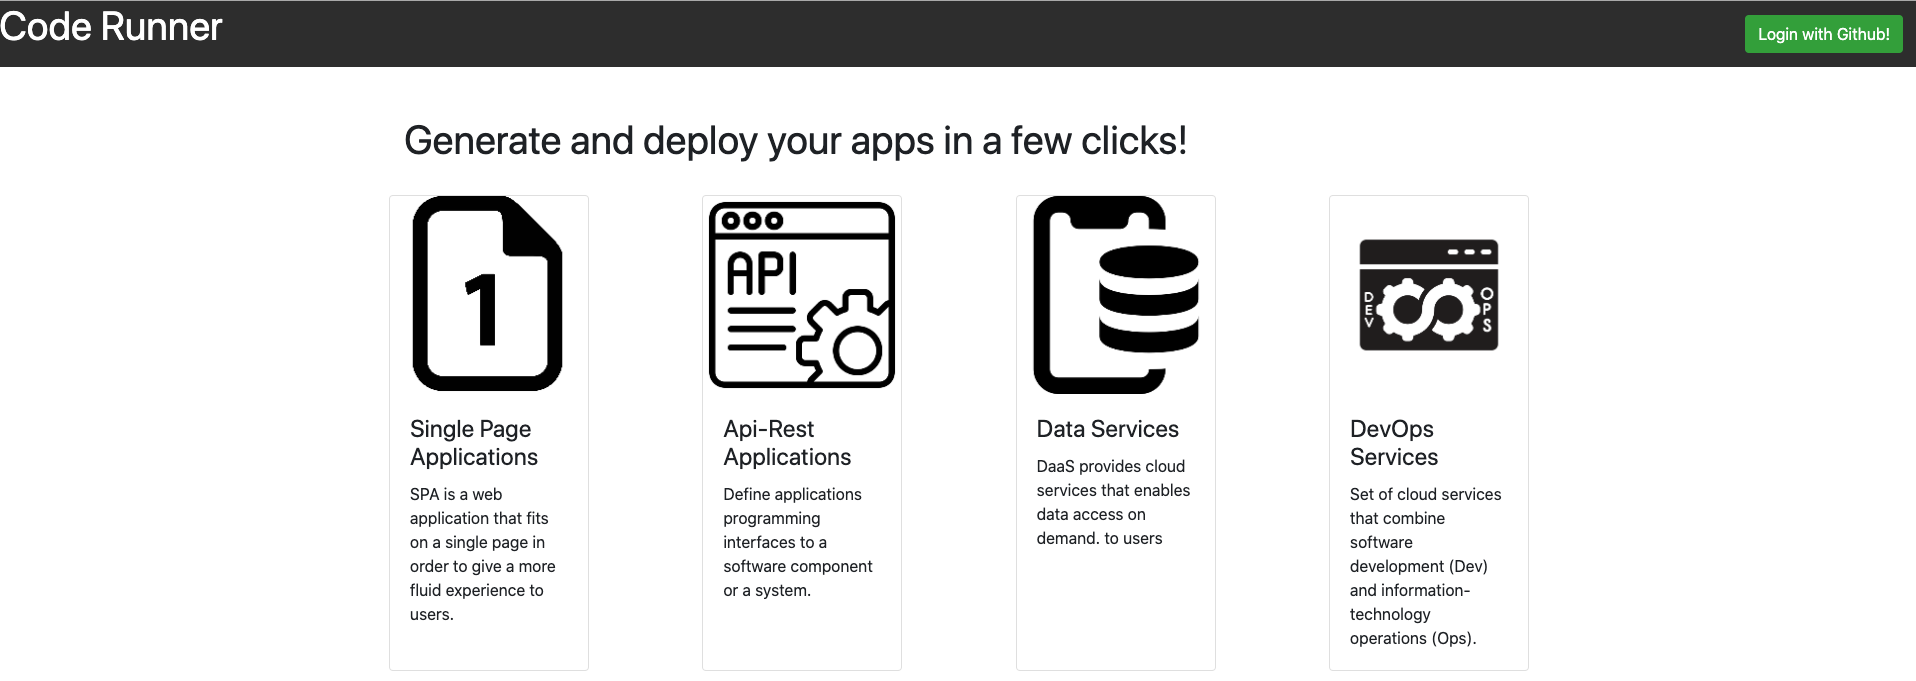 Code Runner
Login with Github!
Generate and deploy your apps in a few clicks!
1
Single Page
Applications
SPA is a web
application that fits
on a single page in
order to give a more
fluid experience to
users.
API
Api-Rest
Applications
Define applications
programming
interfaces to a
software component
or a system.
Data Services
DaaS provides cloud
services that enables
data access on
demand. to users
DEV
OPS
DevOps
Services
Set of cloud services
that combine
software
development (Dev)
and information-
technology
operations (Ops).